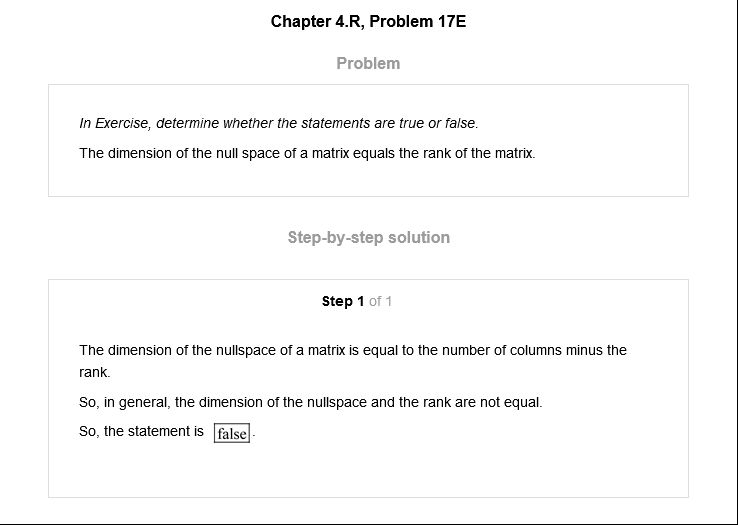 Chapter 4.R, Problem 17E
Problem
In Exercise, determine whether the statements are true or false.
The dimension of the null space of a matrix equals the rank of the matrix.
Step-by-step solution
Step 1 of 1
The dimension of the nullspace of a matrix is equal to the number of columns minus the
rank.
So, in general, the dimension of the nullspace and the rank are not equal.
So, the statement is false.